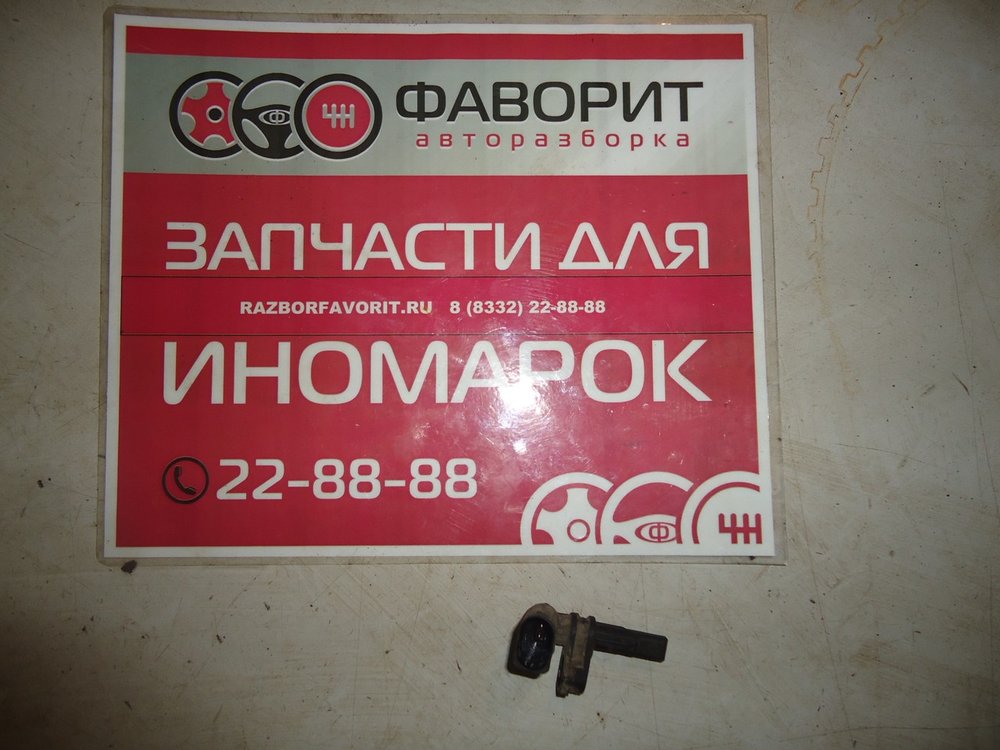 ФАВОРИТ
авторазборка
ЗАПЧАСТИ ДЛЯ
RAZBORFAVORIT.RU 8 (8332) 22-88-88
ИНОМАРОК
22-88-88